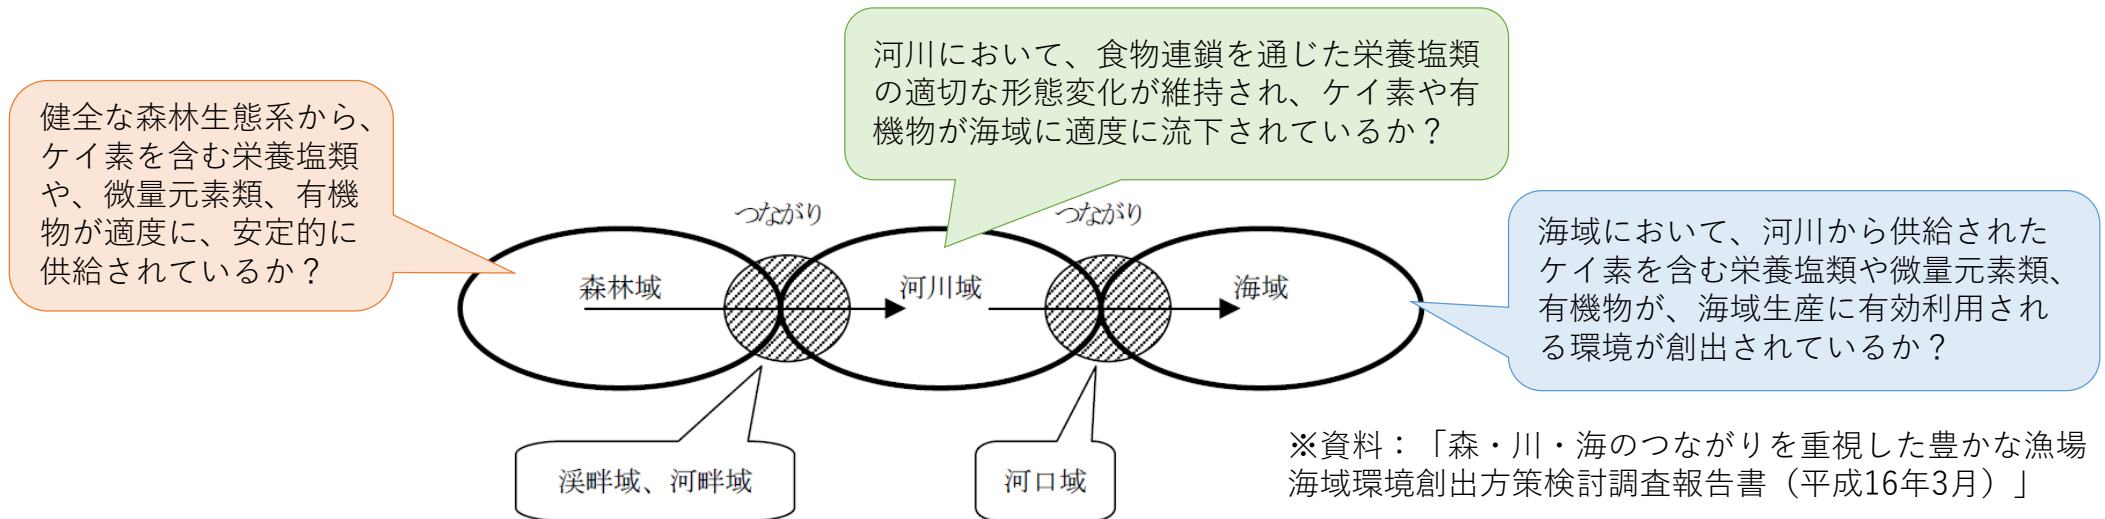 河川において、食物連鎖を通じた栄養塩類
の適切な形態変化が維持され、ケイ素や有
機物が海域に適度に流下されているか？
健全な森林生態系から、
ケイ素を含む栄養塩類
や、微量元素類、有機
物が適度に、安定的に
供給されているか？
海域において、河川から供給された
ケイ素を含む栄養塩類や微量元素類、
有機物が、海域生産に有効利用され
る環境が創出されているか？
つながり
つながり
森林域
河川域
海域
渓畔域、河畔域
河口域
※資料：「森・川・海のつながりを重視した豊かな漁場
海域環境創出方策検討調査報告書（平成16年3月）」